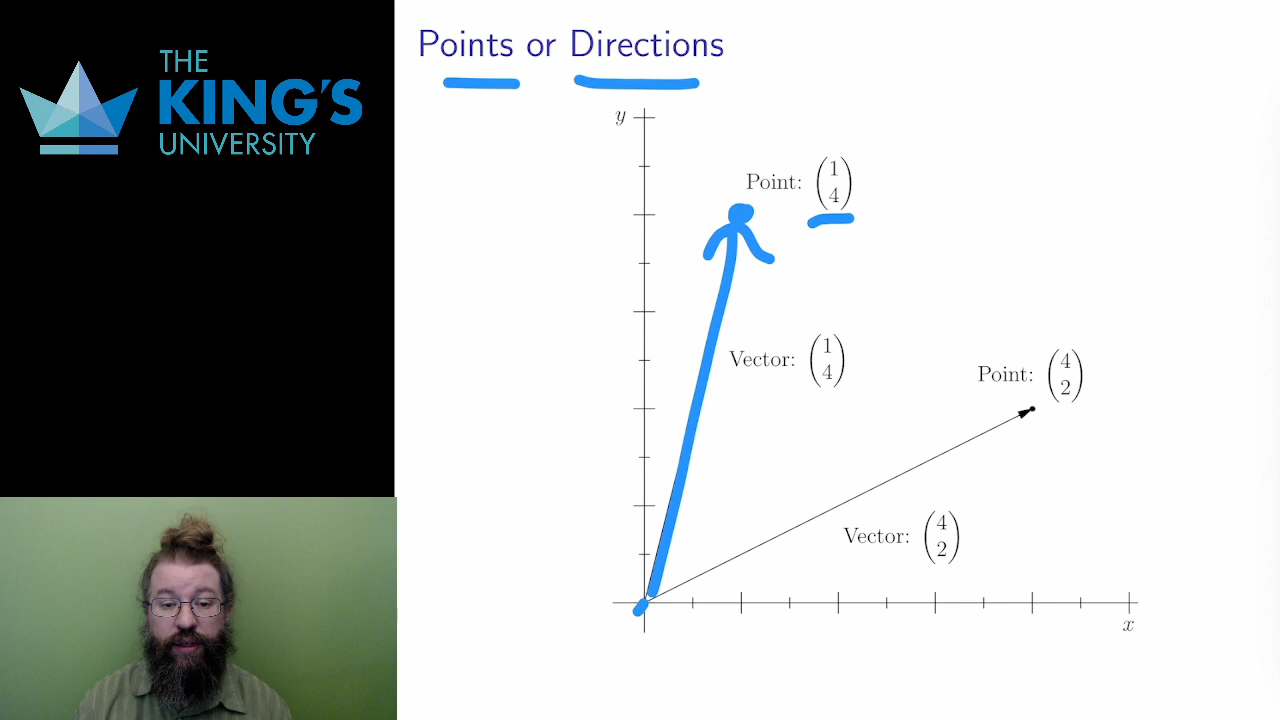 THE
KING'S
UNIVERSITY
Points or Directions
y
Point: (1
4)
Vector: (1
4)
Point: (4
2)
Vector: (4
2)
x